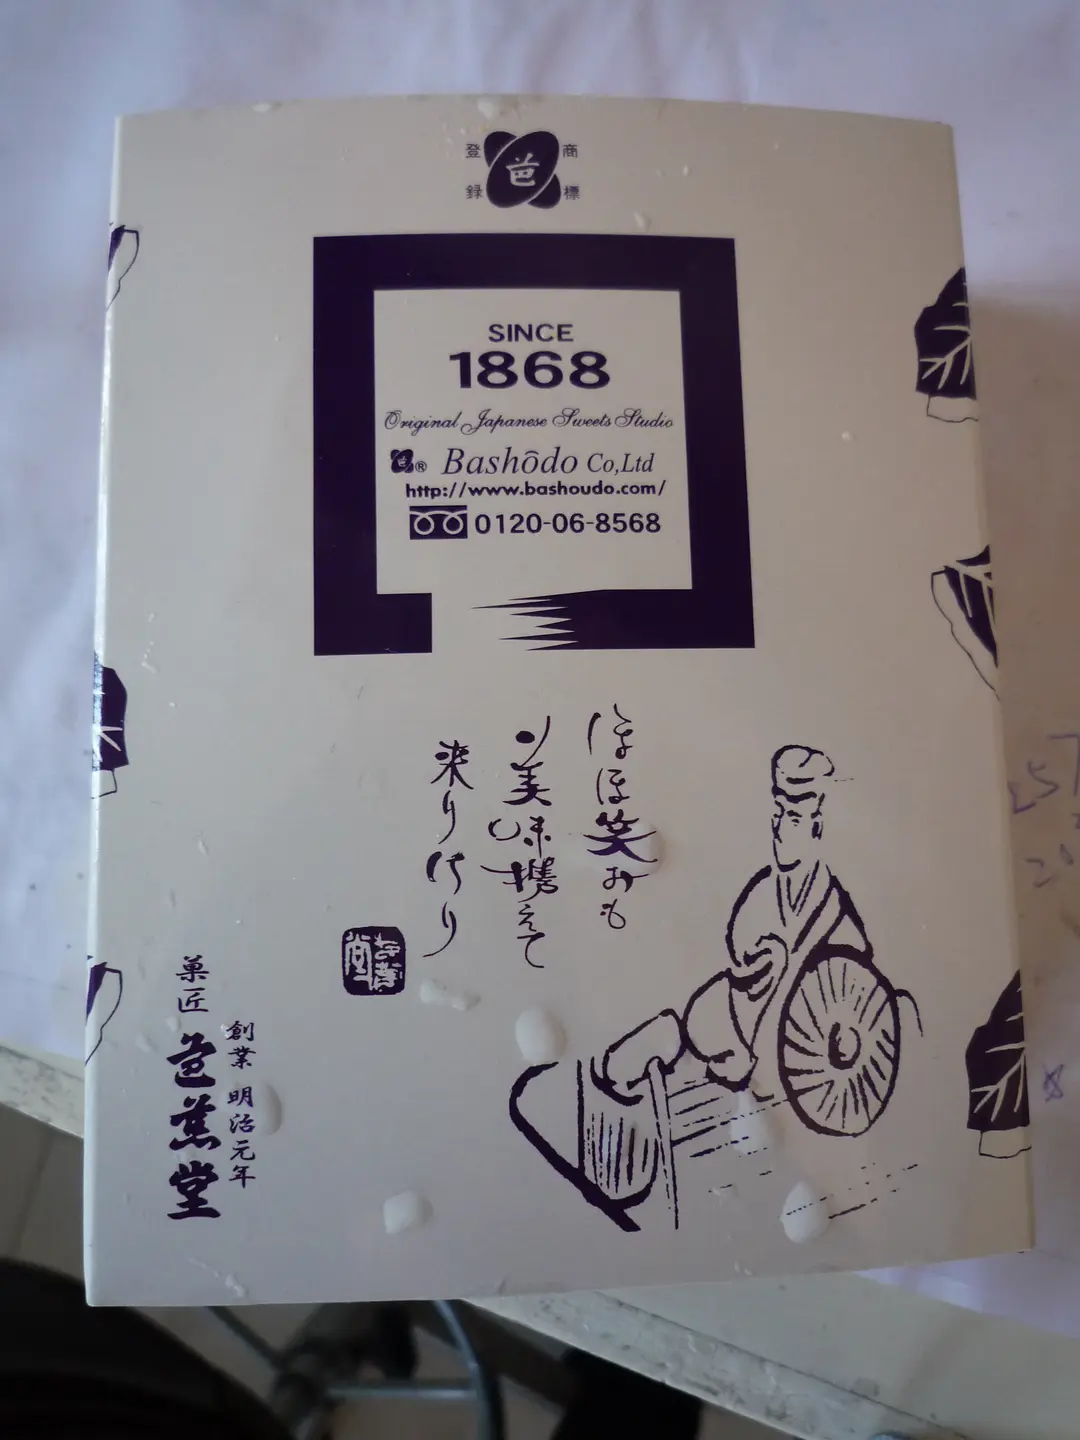 登録 商標
芭
SINCE
1868
Original Japanese Sweets Studio
芭® Bashōdo Co,Ltd
http://www.bashoudo.com/
0120-06-8568
ほほ笑みも
美味携えて
来りけり
創業 明治元年
菓匠 芭蕉堂